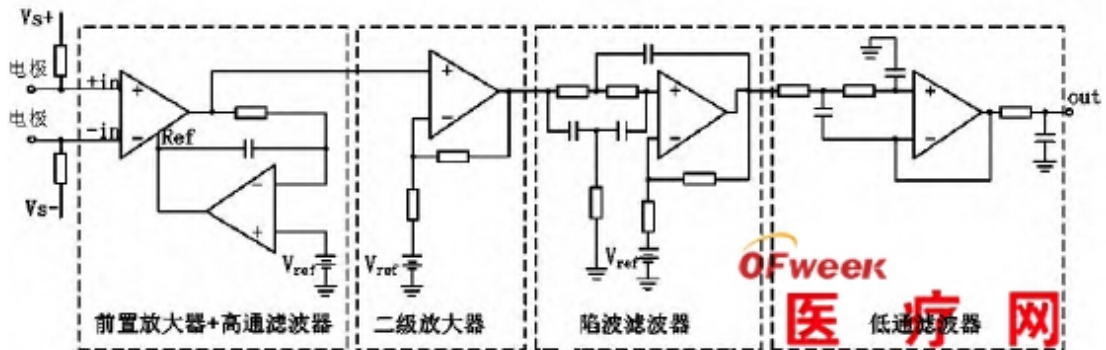 Vs+
电极
+in
电极
-in
Ref
Vs-
Vref
Vref
Vref
out
前置放大器+高通滤波器
二级放大器
陷波滤波器
低通滤波器
OFweek
医疗网